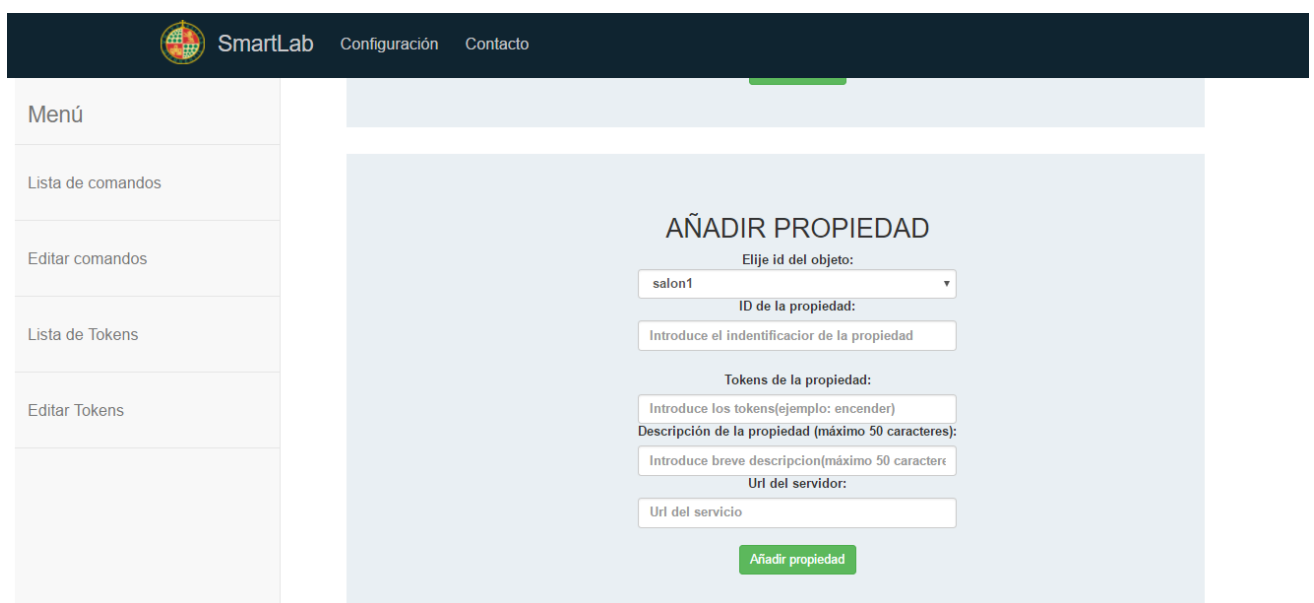 SmartLab Configuración Contacto
Menú
Lista de comandos
Editar comandos
Lista de Tokens
Editar Tokens
AÑADIR PROPIEDAD
Elije id del objeto:
salon1
ID de la propiedad:
Introduce el indentificacior de la propiedad
Tokens de la propiedad:
Introduce los tokens(ejemplo: encender)
Descripción de la propiedad (máximo 50 caracteres):
Introduce breve descripcion(máximo 50 caractere
Url del servidor:
Url del servicio
Añadir propiedad